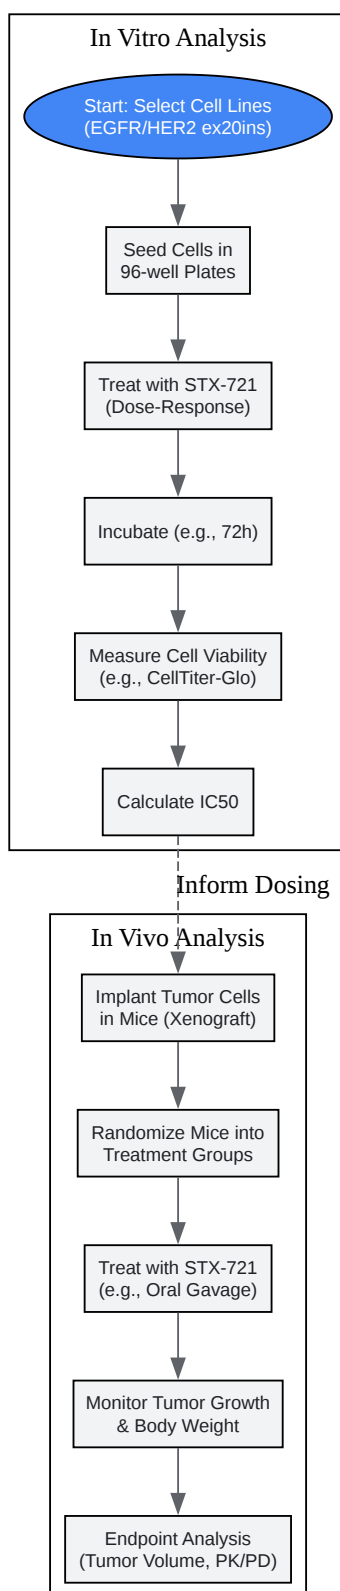 In Vitro Analysis
Start: Select Cell Lines
(EGFR/HER2 ex20ins)
Seed Cells in
96-well Plates
Treat with STX-721
(Dose-Response)
Incubate (e.g., 72h)
Measure Cell Viability
(e.g., CellTiter-Glo)
Calculate IC50
Inform Dosing
In Vivo Analysis
Implant Tumor Cells
in Mice (Xenograft)
Randomize Mice into
Treatment Groups
Treat with STX-721
(e.g., Oral Gavage)
Monitor Tumor Growth
& Body Weight
Endpoint Analysis
(Tumor Volume, PK/PD)